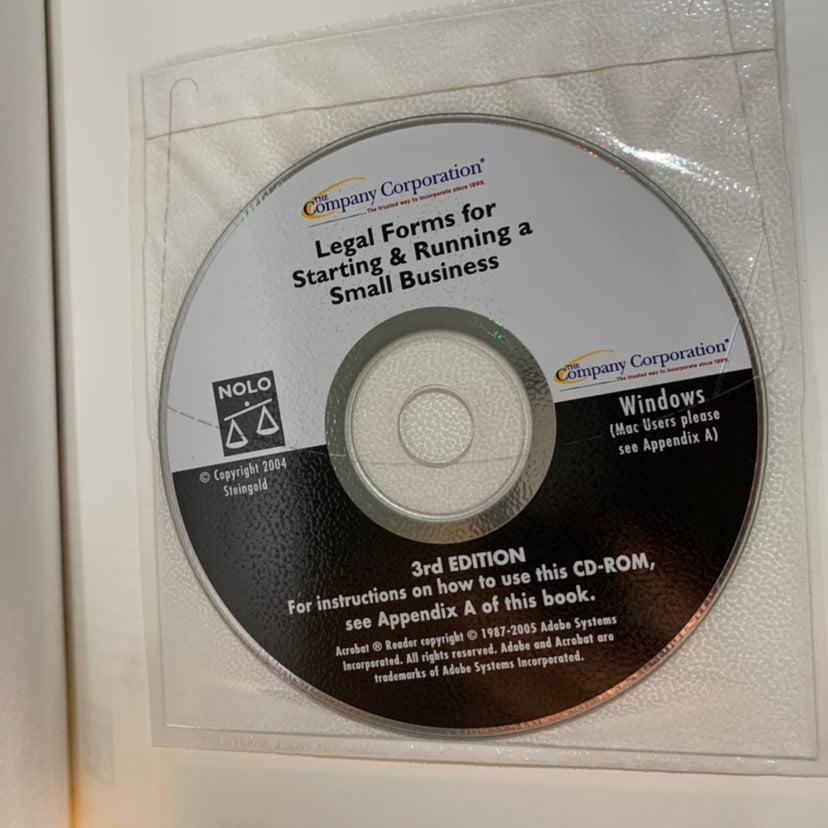 THE
Company Corporation®
The trusted way to incorporate since 1899.
Legal Forms for
Starting & Running a
Small Business
NOLO
© Copyright 2004
Steingold
THE
Company Corporation®
The trusted way to incorporate since 1899.
Windows
(Mac Users please
see Appendix A)
3rd EDITION
For instructions on how to use this CD-ROM,
see Appendix A of this book.
Acrobat ® Reader copyright © 1987-2005 Adobe Systems
Incorporated. All rights reserved. Adobe and Acrobat are
trademarks of Adobe Systems Incorporated.